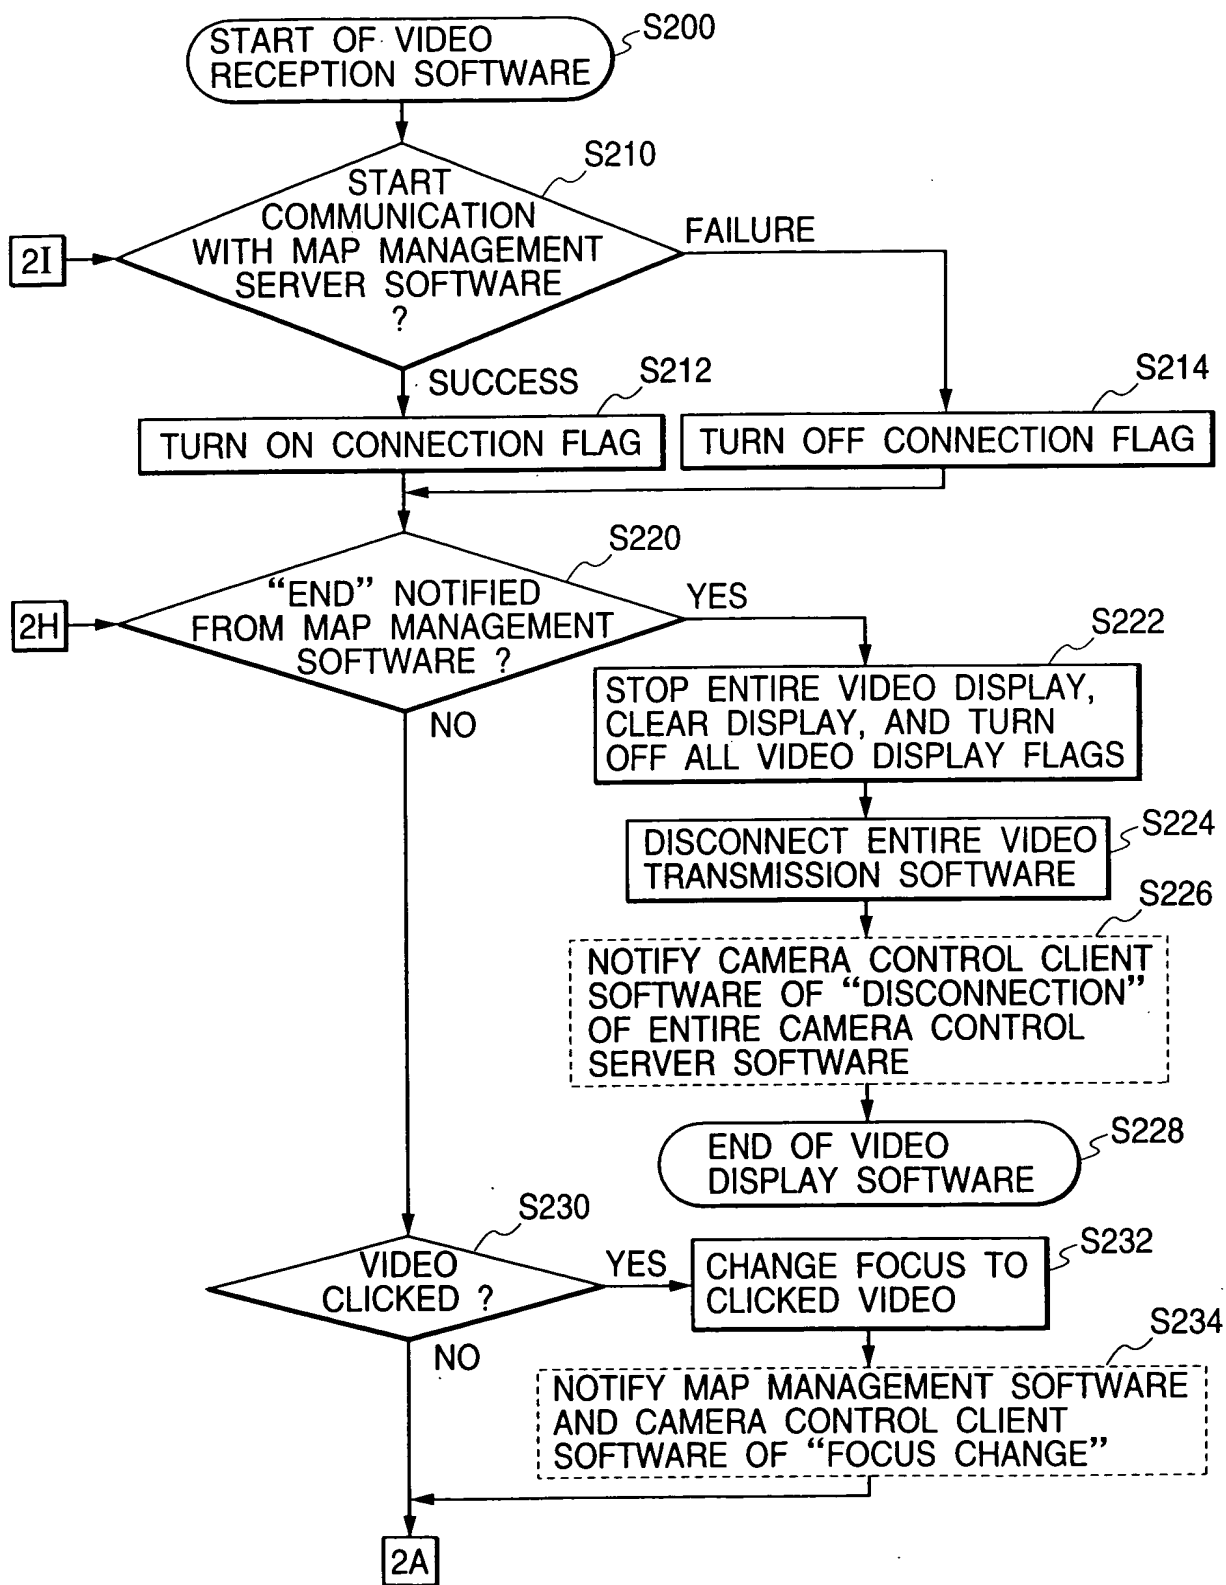 START OF VIDEO
RECEPTION SOFTWARE
S200
S210
START
COMMUNICATION
WITH MAP MANAGEMENT
SERVER SOFTWARE
?
2I
FAILURE
SUCCESS
S212
S214
TURN ON CONNECTION FLAG
TURN OFF CONNECTION FLAG
S220
“END” NOTIFIED
FROM MAP MANAGEMENT
SOFTWARE ?
2H
YES
NO
S222
STOP ENTIRE VIDEO DISPLAY,
CLEAR DISPLAY, AND TURN
OFF ALL VIDEO DISPLAY FLAGS
S224
DISCONNECT ENTIRE VIDEO
TRANSMISSION SOFTWARE
S226
NOTIFY CAMERA CONTROL CLIENT
SOFTWARE OF “DISCONNECTION”
OF ENTIRE CAMERA CONTROL
SERVER SOFTWARE
S228
END OF VIDEO
DISPLAY SOFTWARE
S230
VIDEO
CLICKED ?
YES
NO
S232
CHANGE FOCUS TO
CLICKED VIDEO
S234
NOTIFY MAP MANAGEMENT SOFTWARE
AND CAMERA CONTROL CLIENT
SOFTWARE OF “FOCUS CHANGE”
2A